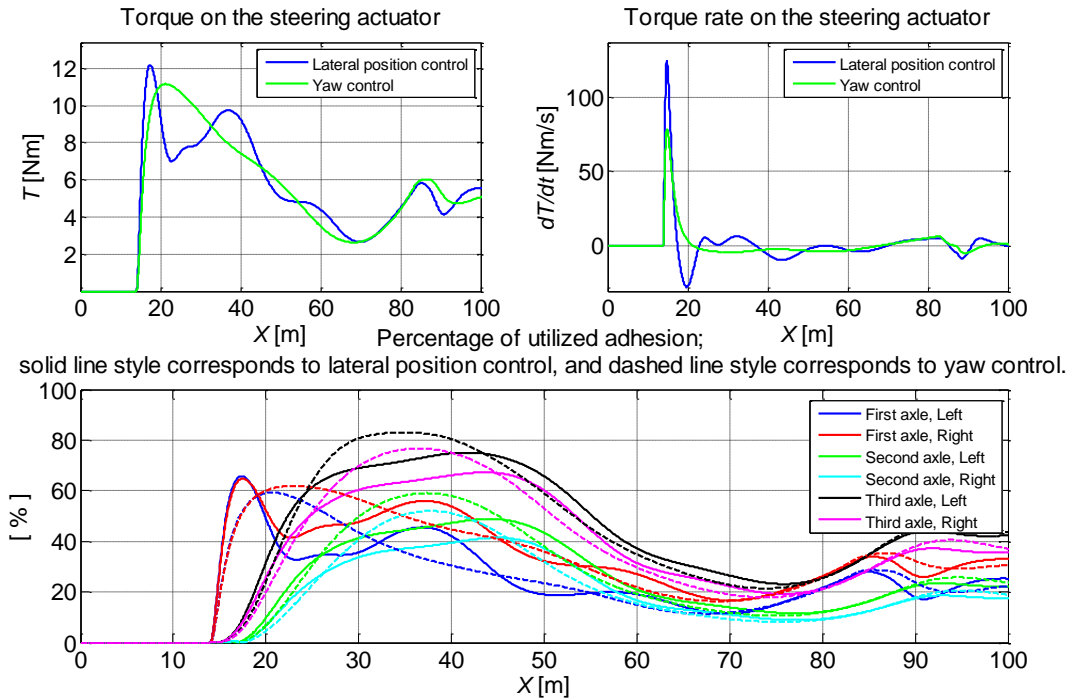 Torque on the steering actuator
12
10
8
6
4
2
T [Nm]
Lateral position control
Yaw control
0 20 40 60 80 100
X [m]
Torque rate on the steering actuator
100
50
0
dT/dt [Nm/s]
Lateral position control
Yaw control
0 20 40 60 80 100
X [m]
Percentage of utilized adhesion;
solid line style corresponds to lateral position control, and dashed line style corresponds to yaw control.
100
80
60
40
20
0
[ % ]
First axle, Left
First axle, Right
Second axle, Left
Second axle, Right
Third axle, Left
Third axle, Right
0 10 20 30 40 50 60 70 80 90 100
X [m]